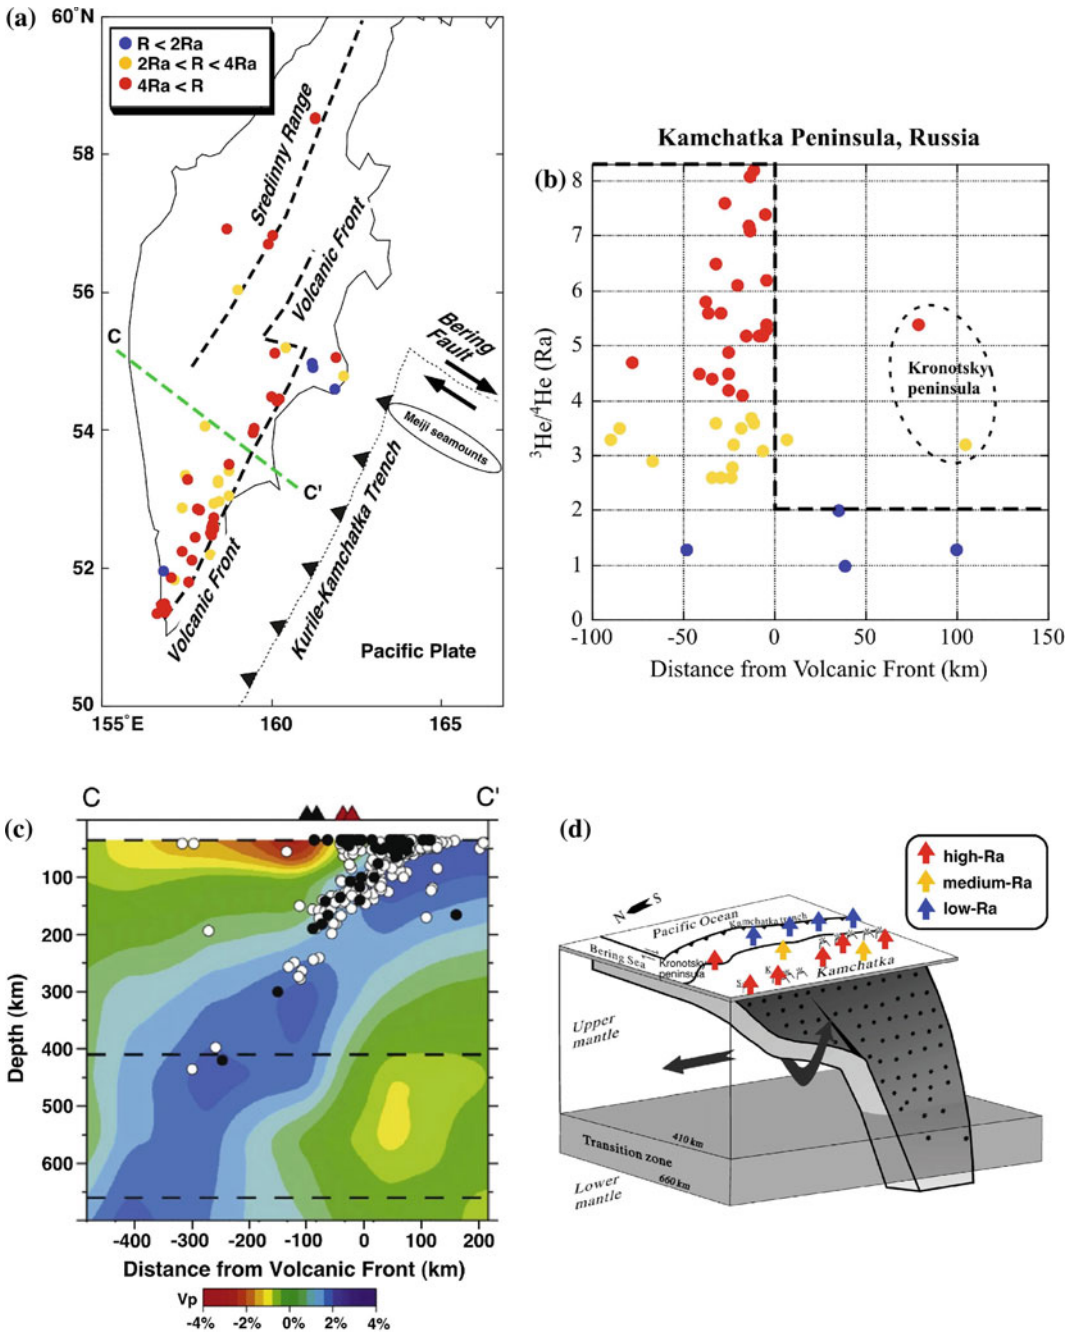 (a)
60°N
58
56
54
52
50
155°E
160
165
R < 2Ra
2Ra < R < 4Ra
4Ra < R
Sredinny Range
Volcanic Front
Bering
Fault
C
C'
Meiji seamounts
Kurile-Kamchatka Trench
Volcanic Front
Pacific Plate
Kamchatka Peninsula, Russia
(b)
8
7
6
5
4
3
2
1
0
³He/⁴He (Ra)
Kronotsky
peninsula
-100
-50
0
50
100
150
Distance from Volcanic Front (km)
C
C'
(c)
100
200
300
400
500
600
Depth (km)
-400
-300
-200
-100
0
100
200
Distance from Volcanic Front (km)
Vp
-4%
-2%
0%
2%
4%
(d)
high-Ra
medium-Ra
low-Ra
N
S
Pacific Ocean
Kamchatka trench
Bering Sea
Kronotsky
peninsula
Kamchatka
Upper
mantle
410 km
Transition zone
660 km
Lower
mantle